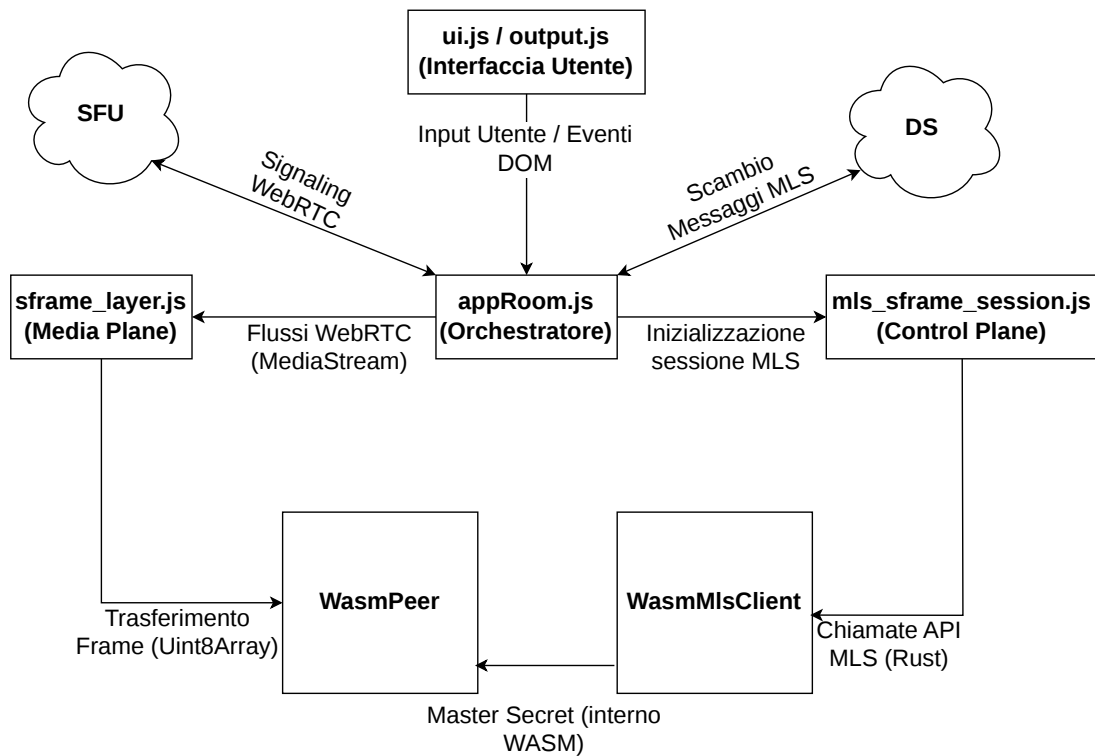 ui.js / output.js
(Interfaccia Utente)
SFU
DS
Input Utente / Eventi
DOM
Signaling
WebRTC
Scambio
Messaggi MLS
sframe_layer.js
(Media Plane)
appRoom.js
(Orchestratore)
mls_sframe_session.js
(Control Plane)
Flussi WebRTC
(MediaStream)
Inizializzazione
sessione MLS
WasmPeer
WasmMlsClient
Trasferimento
Frame (Uint8Array)
Chiamate API
MLS (Rust)
Master Secret (interno
WASM)